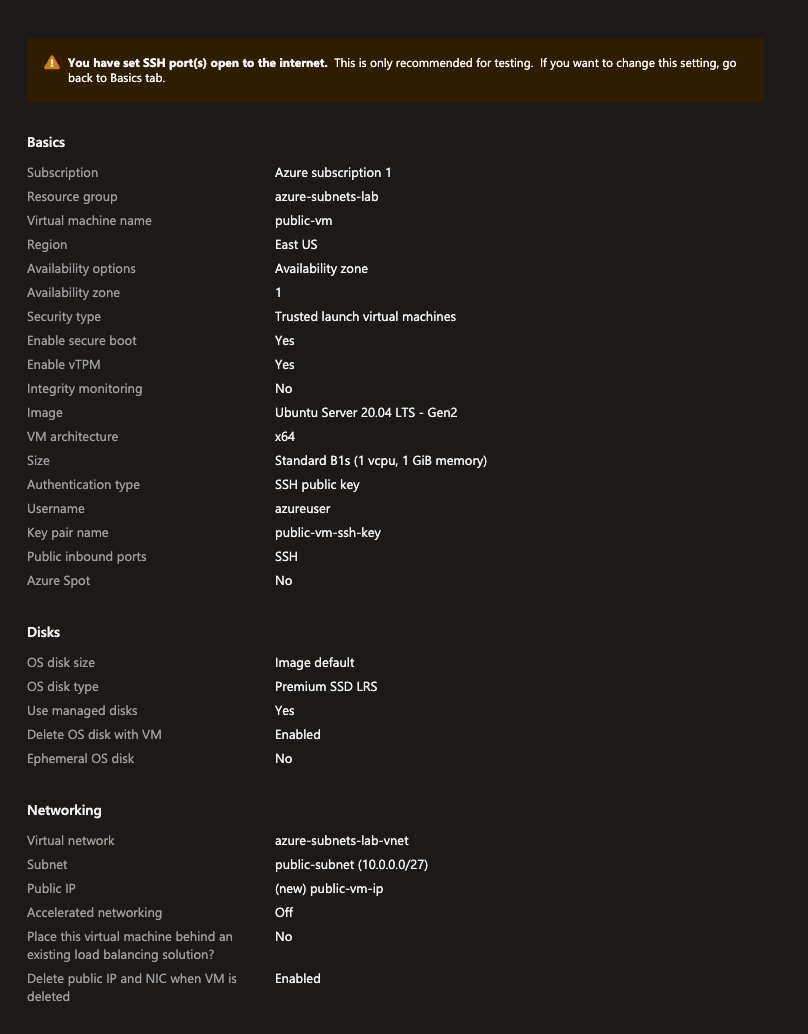 You have set SSH port(s) open to the internet. This is only recommended for testing. If you want to change this setting, go
back to Basics tab.
Basics
Subscription Azure subscription 1
Resource group azure-subnets-lab
Virtual machine name public-vm
Region East US
Availability options Availability zone
Availability zone 1
Security type Trusted launch virtual machines
Enable secure boot Yes
Enable vTPM Yes
Integrity monitoring No
Image Ubuntu Server 20.04 LTS - Gen2
VM architecture x64
Size Standard B1s (1 vcpu, 1 GiB memory)
Authentication type SSH public key
Username azureuser
Key pair name public-vm-ssh-key
Public inbound ports SSH
Azure Spot No
Disks
OS disk size Image default
OS disk type Premium SSD LRS
Use managed disks Yes
Delete OS disk with VM Enabled
Ephemeral OS disk No
Networking
Virtual network azure-subnets-lab-vnet
Subnet public-subnet (10.0.0.0/27)
Public IP (new) public-vm-ip
Accelerated networking Off
Place this virtual machine behind an No
existing load balancing solution?
Delete public IP and NIC when VM is Enabled
deleted